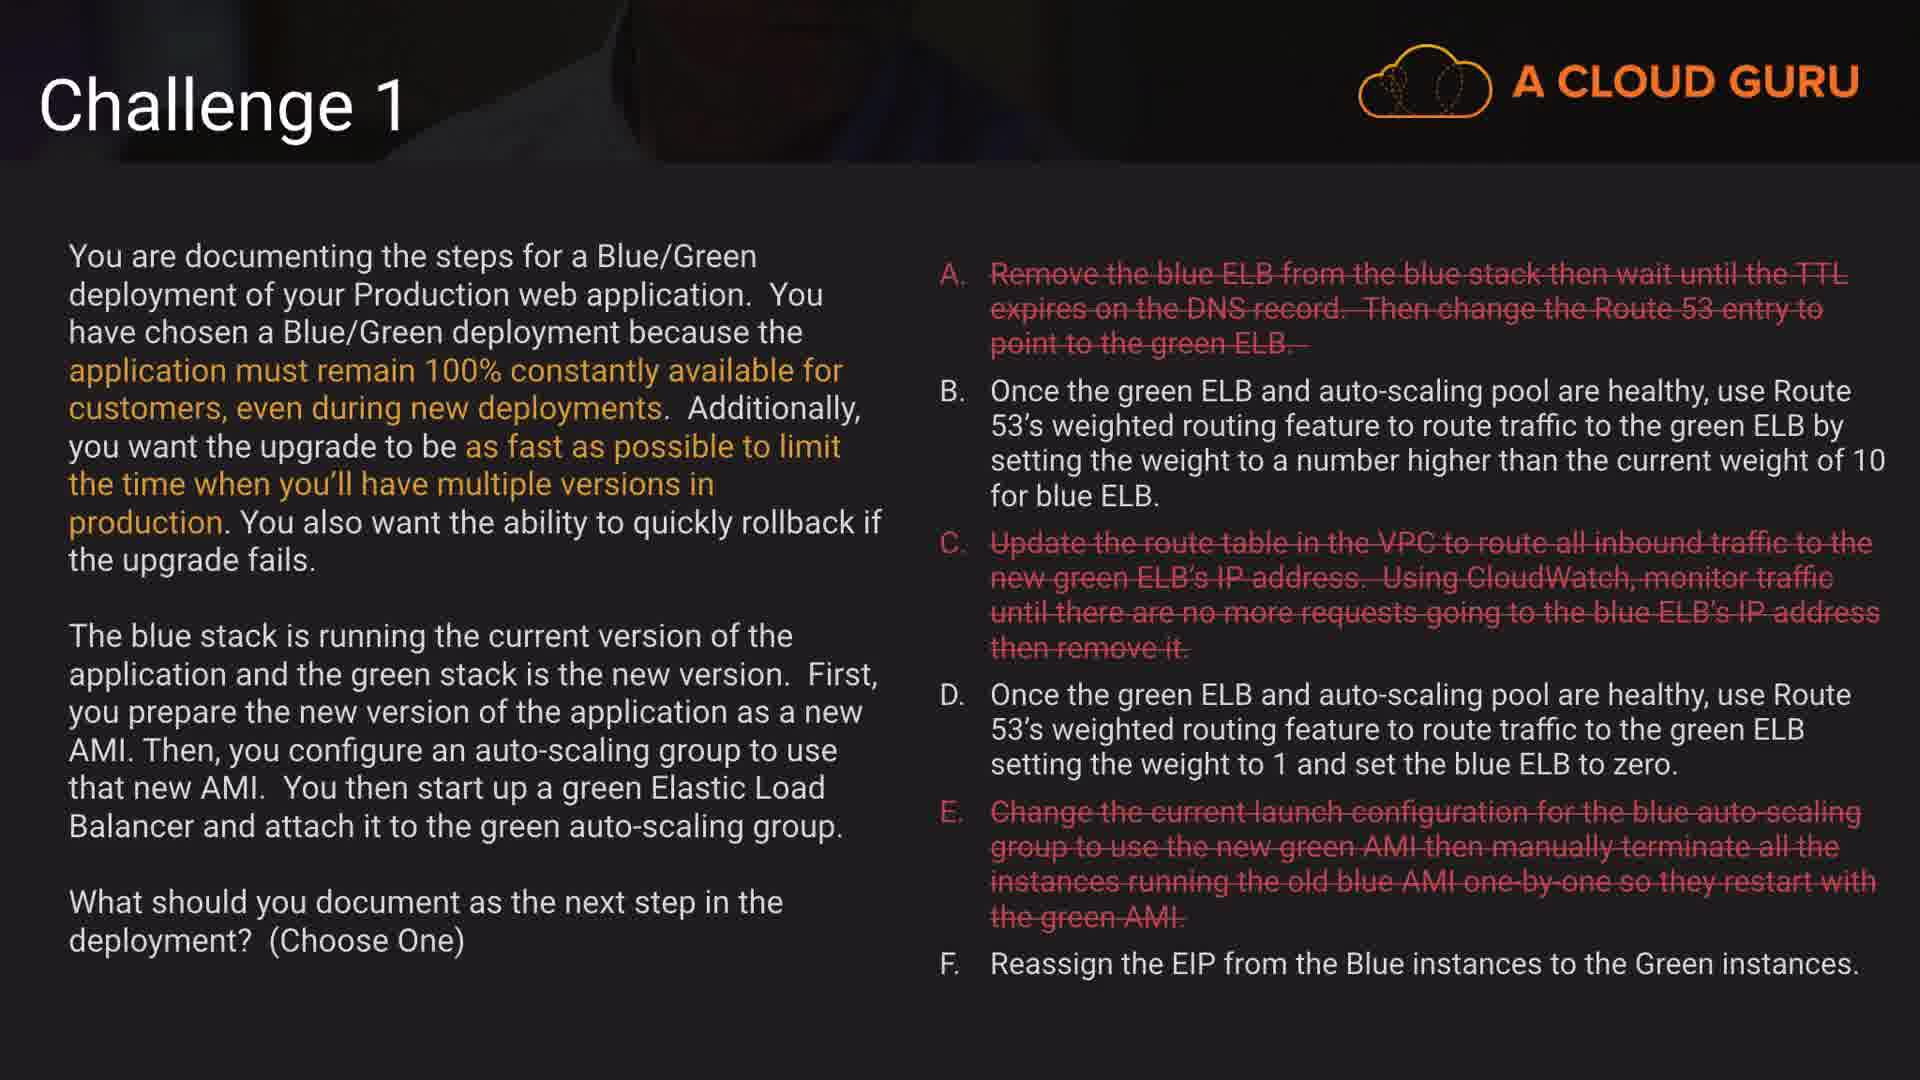 Challenge 1
A CLOUD GURU
You are documenting the steps for a Blue/Green
deployment of your Production web application.  You
have chosen a Blue/Green deployment because the
application must remain 100% constantly available for
customers, even during new deployments.  Additionally,
you want the upgrade to be as fast as possible to limit
the time when you'll have multiple versions in
production. You also want the ability to quickly rollback if
the upgrade fails.
The blue stack is running the current version of the
application and the green stack is the new version.  First,
you prepare the new version of the application as a new
AMI. Then, you configure an auto-scaling group to use
that new AMI.  You then start up a green Elastic Load
Balancer and attach it to the green auto-scaling group.
What should you document as the next step in the
deployment?  (Choose One)
A. Remove the blue ELB from the blue stack then wait until the TTL
expires on the DNS record.  Then change the Route 53 entry to
point to the green ELB.
B. Once the green ELB and auto-scaling pool are healthy, use Route
53's weighted routing feature to route traffic to the green ELB by
setting the weight to a number higher than the current weight of 10
for blue ELB.
C. Update the route table in the VPC to route all inbound traffic to the
new green ELB's IP address.  Using CloudWatch, monitor traffic
until there are no more requests going to the blue ELB's IP address
then remove it.
D. Once the green ELB and auto-scaling pool are healthy, use Route
53's weighted routing feature to route traffic to the green ELB
setting the weight to 1 and set the blue ELB to zero.
E. Change the current launch configuration for the blue auto-scaling
group to use the new green AMI then manually terminate all the
instances running the old blue AMI one-by-one so they restart with
the green AMI.
F. Reassign the EIP from the Blue instances to the Green instances.